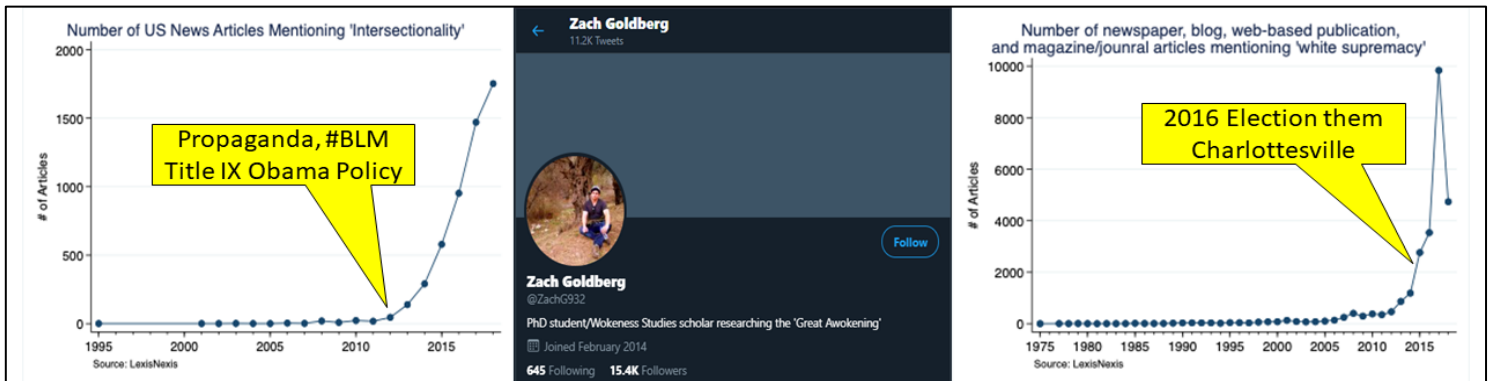 Number of US News Articles Mentioning 'Intersectionality'
2000
1500
1000
500
0
# of Articles
Propaganda, #BLM
Title IX Obama Policy
1995 2000 2005 2010 2015
Source: LexisNexis
Zach Goldberg
11.2K Tweets
Follow
Zach Goldberg
@ZachG932
PhD student/Wokeness Studies scholar researching the 'Great Awokening'
Joined February 2014
645 Following 15.4K Followers
Number of newspaper, blog, web-based publication,
and magazine/jounral articles mentioning 'white supremacy'
10000
8000
6000
4000
2000
0
# of Articles
2016 Election them
Charlottesville
1975 1980 1985 1990 1995 2000 2005 2010 2015
Source: LexisNexis